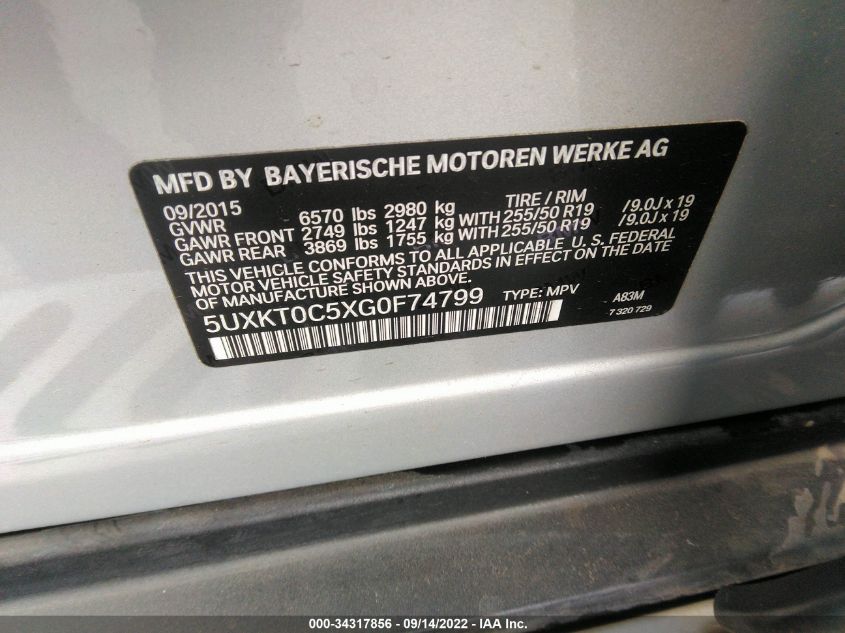 MFD BY BAYERISCHE MOTOREN WERKE AG
09/2015 TIRE / RIM
GVWR 6570 lbs 2980 kg
GAWR FRONT 2749 lbs 1247 kg WITH 255/50 R19 /9.0J x 19
GAWR REAR 3869 lbs 1755 kg WITH 255/50 R19 /9.0J x 19
THIS VEHICLE CONFORMS TO ALL APPLICABLE U. S. FEDERAL
MOTOR VEHICLE SAFETY STANDARDS IN EFFECT ON THE DATE
OF MANUFACTURE SHOWN ABOVE.
5UXKT0C5XG0F74799 TYPE: MPV A83M
7 320 729
000-34317856 - 09/14/2022 - IAA Inc.